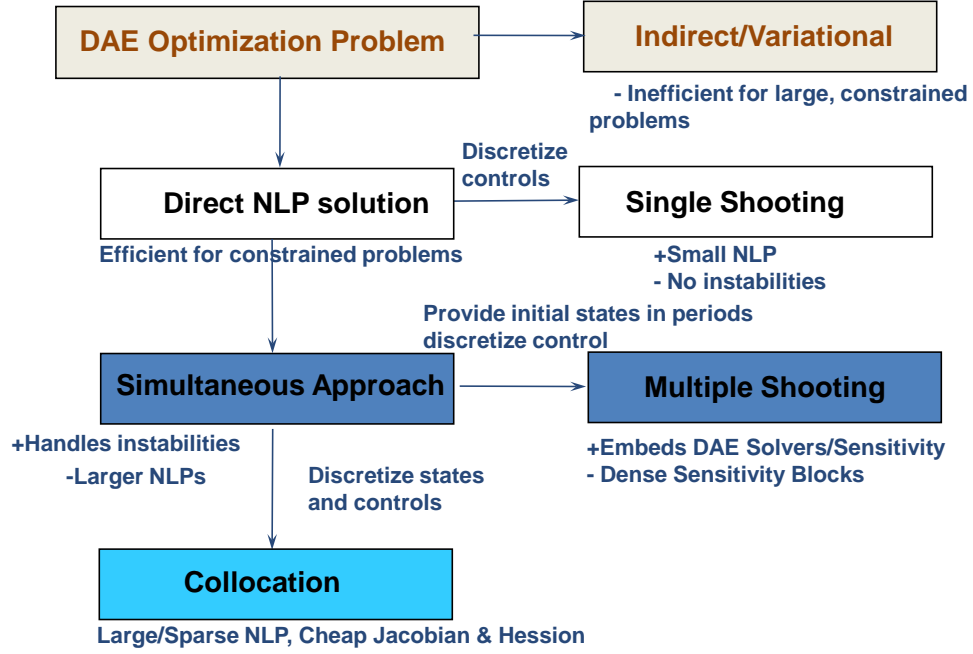 DAE Optimization Problem
Indirect/Variational
- Inefficient for large, constrained
problems
Discretize
controls
Direct NLP solution
Single Shooting
Efficient for constrained problems
+Small NLP
- No instabilities
Provide initial states in periods
discretize control
Simultaneous Approach
Multiple Shooting
+Handles instabilities
-Larger NLPs
+Embeds DAE Solvers/Sensitivity
- Dense Sensitivity Blocks
Discretize states
and controls
Collocation
Large/Sparse NLP, Cheap Jacobian & Hession